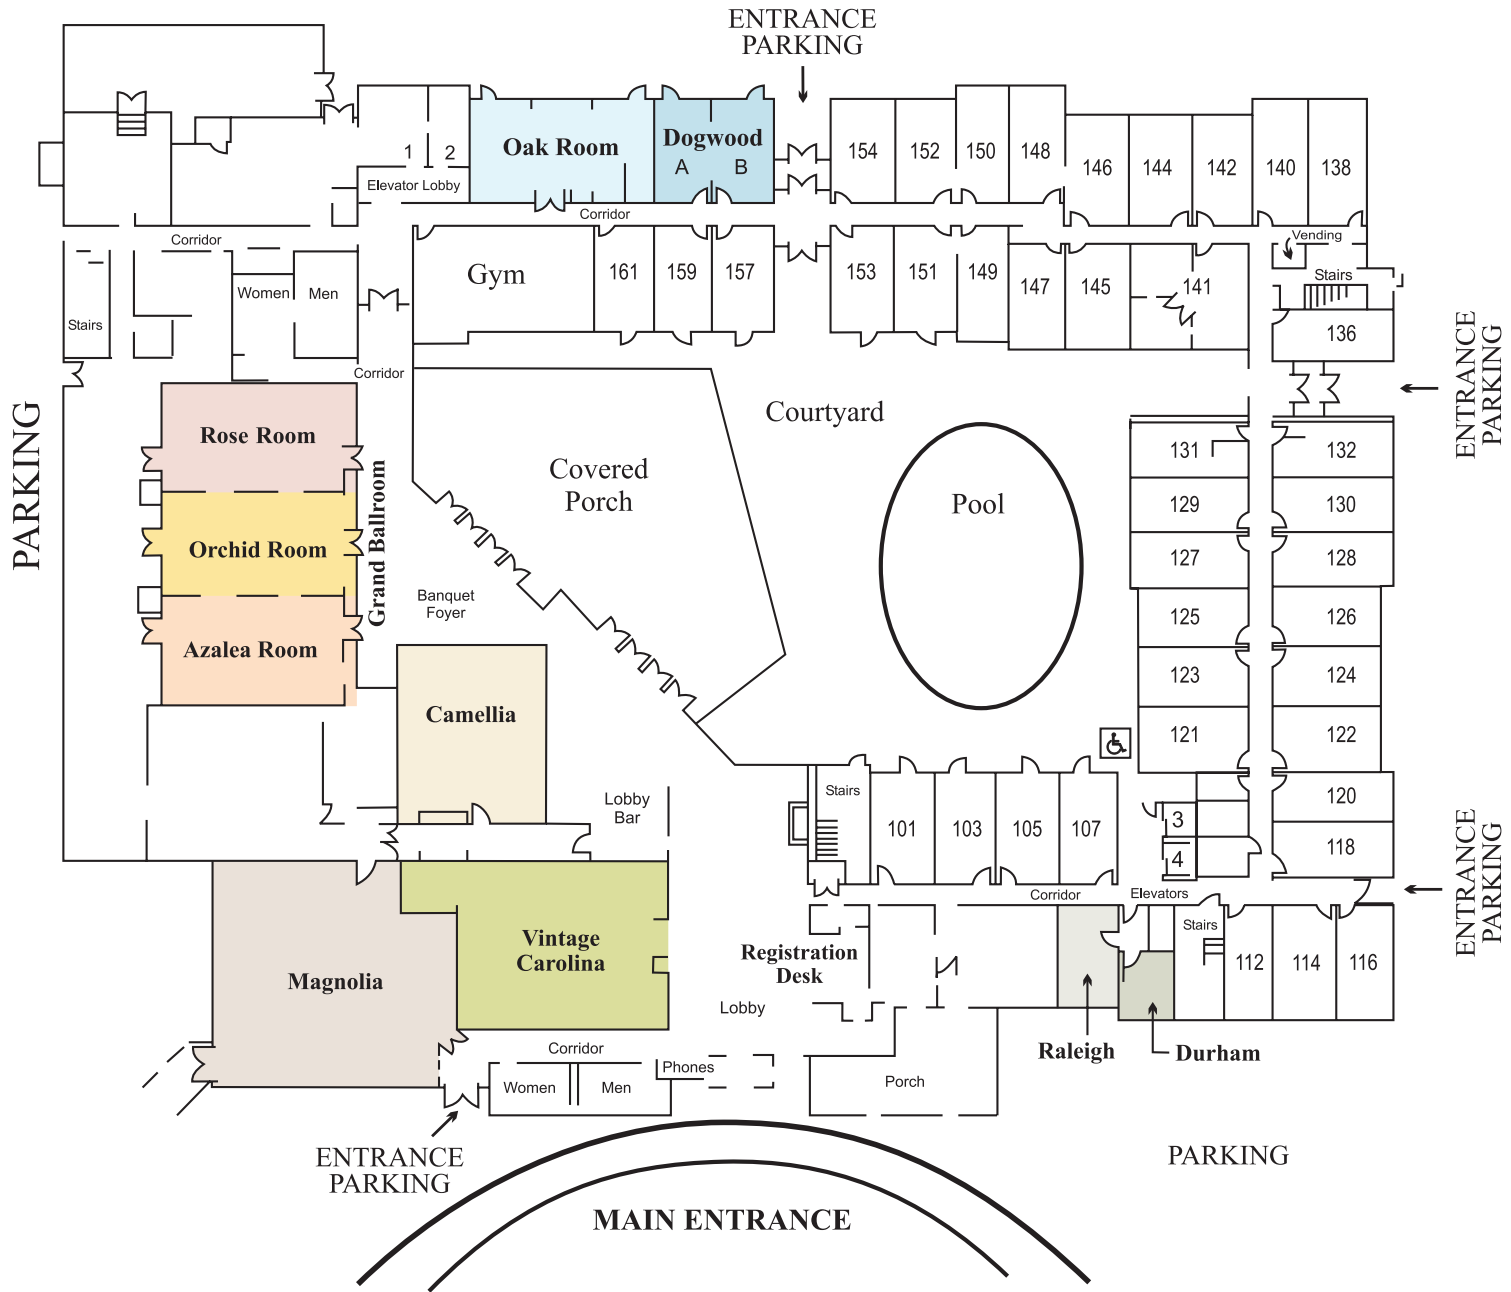 ENTRANCE
PARKING
Oak Room
Dogwood
A B
1 2
Elevator Lobby
154 152 150 148 146 144 142 140 138
Corridor
Corridor
Vending
Gym
161 159 157
153 151 149 147 145 141
Stairs
136
Women Men
Stairs
Corridor
ENTRANCE
PARKING
PARKING
Rose Room
Orchid Room
Azalea Room
Grand Ballroom
Courtyard
Covered
Porch
Pool
131 132
129 130
127 128
125 126
123 124
121 122
Banquet
Foyer
Camellia
Lobby
Bar
Stairs
101 103 105 107
3
4
120
118
ENTRANCE
PARKING
Corridor
Elevators
Stairs
112 114 116
Magnolia
Vintage
Carolina
Registration
Desk
Lobby
Raleigh
Durham
Corridor
Women Men
Phones
Porch
ENTRANCE
PARKING
PARKING
MAIN ENTRANCE